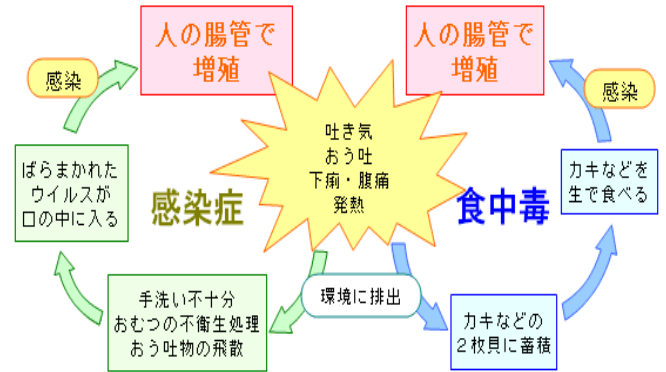 人の腸管で
増殖
人の腸管で
増殖
感染
感染
吐き気
おう吐
下痢・腹痛
発熱
ばらまかれた
ウイルスが
口の中に入る
感染症
食中毒
カキなどを
生で食べる
手洗い不十分
おむつの不衛生処理
おう吐物の飛散
環境に排出
カキなどの
2枚貝に蓄積